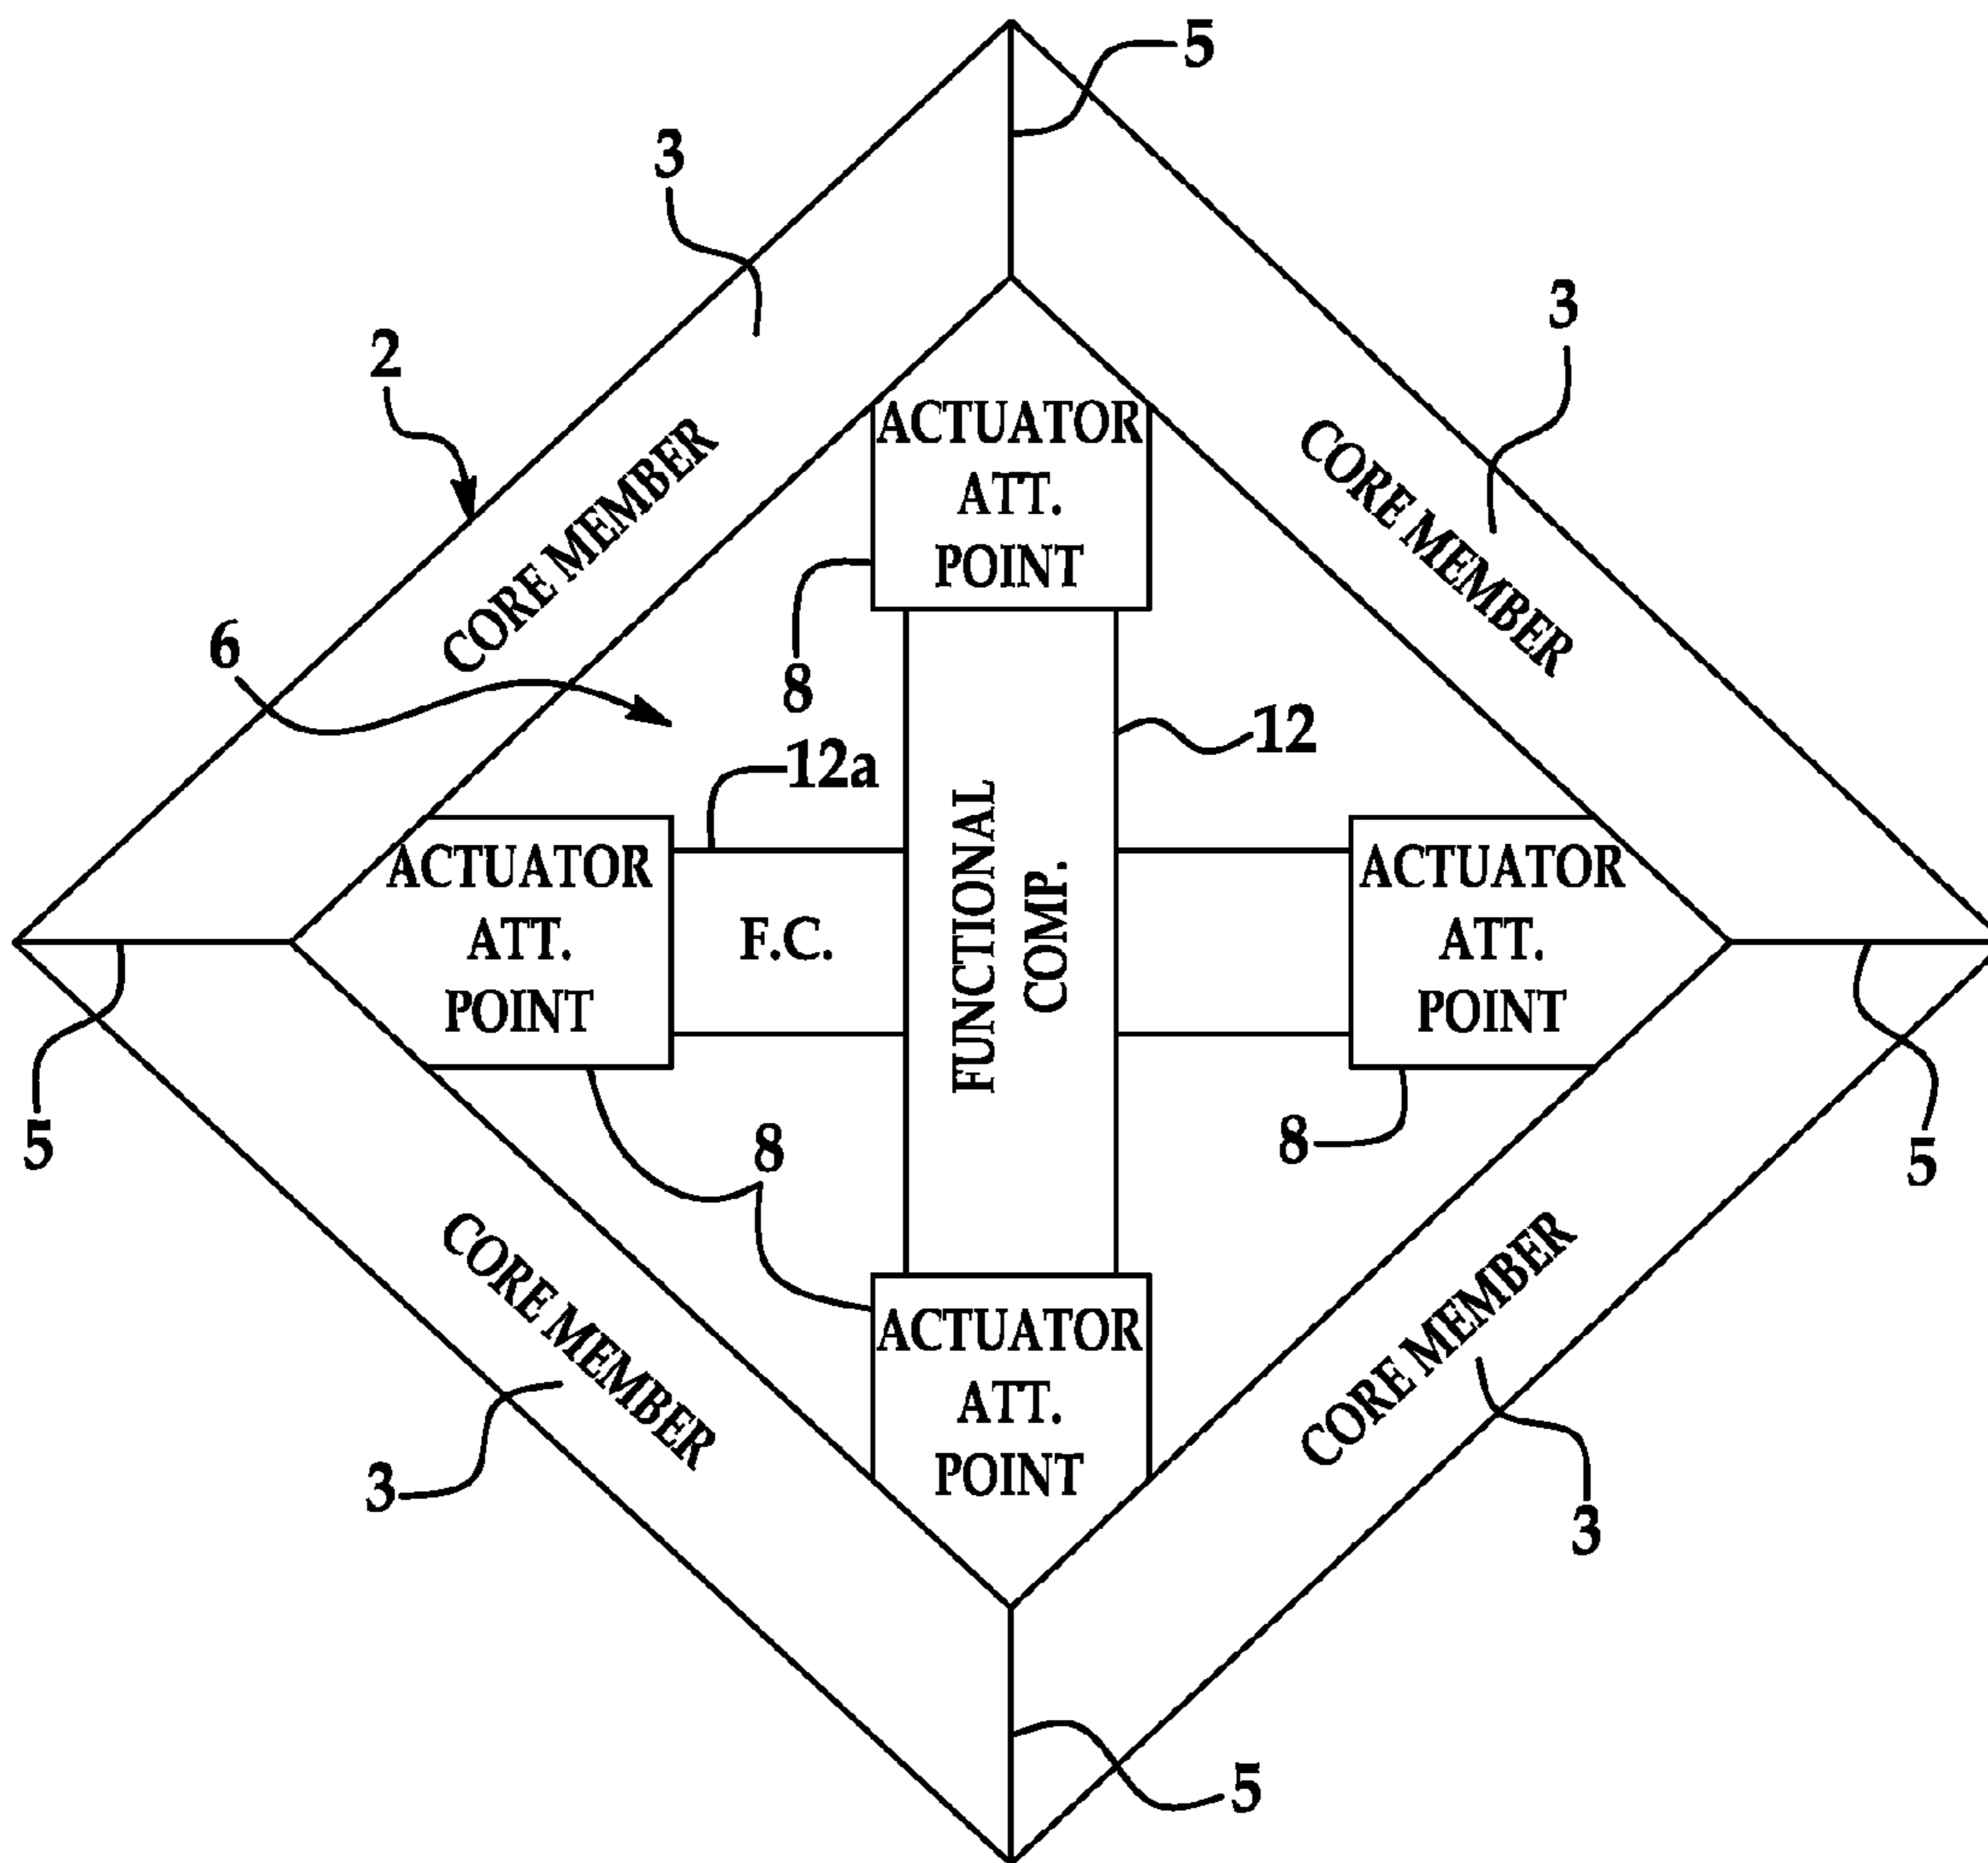 5
3
3
2
CORE MEMBER
CORE MEMBER
ACTUATOR
ATT.
POINT
6
8
12
12a
FUNCTIONAL
COMP.
ACTUATOR
ATT.
POINT
F.C.
ACTUATOR
ATT.
POINT
5
8
8
5
CORE MEMBER
CORE MEMBER
ACTUATOR
ATT.
POINT
3
3
5